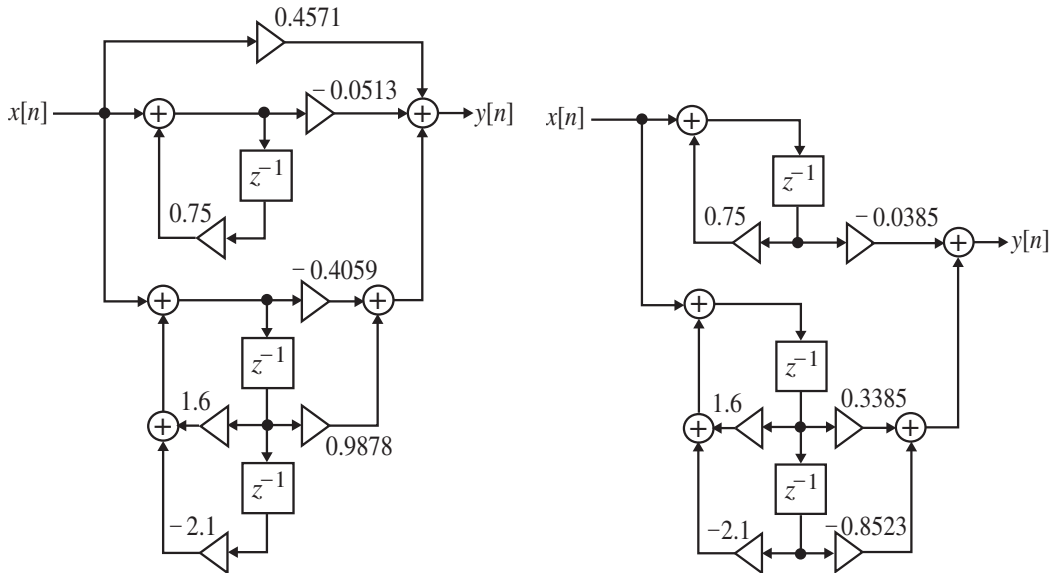 0.4571
x[n]
+
− 0.0513
+
y[n]
z⁻¹
0.75
+
− 0.4059
+
z⁻¹
+
1.6
0.9878
z⁻¹
−2.1
x[n]
+
z⁻¹
0.75
− 0.0385
+
y[n]
+
z⁻¹
+
1.6
0.3385
+
z⁻¹
−2.1
−0.8523